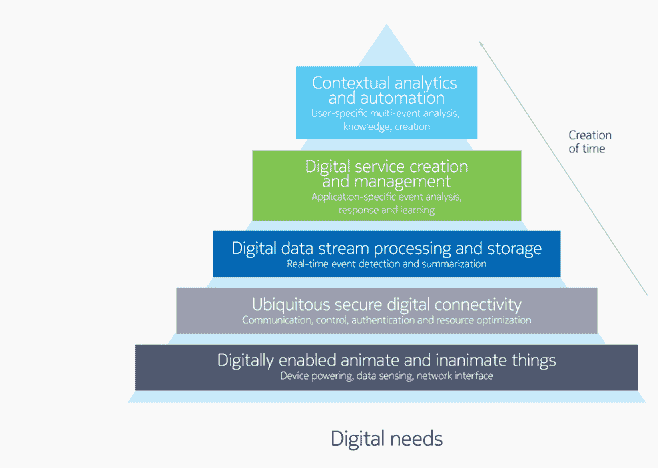 Contextual analytics
and automation
User-specific multi-event analysis,
knowledge, creation
Creation
of time
Digital service creation
and management
Application-specific event analysis,
response and learning
Digital data stream processing and storage
Real-time event detection and summarization
Ubiquitous secure digital connectivity
Communication, control, authentication and resource optimization
Digitally enabled animate and inanimate things
Device powering, data sensing, network interface
Digital needs